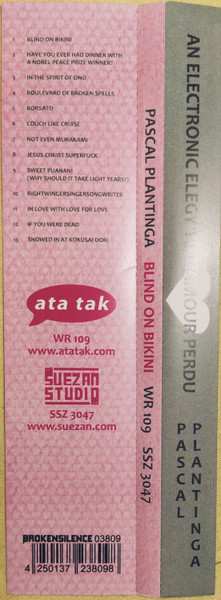 1 BLIND ON BIKINI
2 HAVE YOU EVER HAD DINNER WITH
A NOBEL PEACE PRIZE WINNER?
3 IN THE SPIRIT OF ONO
4 BOULEVARD OF BROKEN SPELLS
5 BORSATO
6 COUCH LIKE CRUISE
7 NOT EVEN MURAKAMI
8 JESUS CHRIST SUPERFUCK
9 SWEET PUANANI
(WHY SHOULD IT TAKE LIGHT YEARS?)
10 RIGHTWINGERSINGERSONGWRITER
11 IN LOVE WITH LOVE FOR LOVE
12 IF YOU WERE DEAD
13 SNOWED IN AT KOKUSAI DORI
ata tak
WR 109
www.atatak.com
SUEZAN
STUDIO
SSZ 3047
www.suezan.com
BROKENSILENCE 03809
4 250137 238098
PASCAL PLANTINGA BLIND ON BIKINI WR 109 SSZ 3047
AN ELECTRONIC ELEGY AMOUR PERDU
PASCAL
PLANTINGA